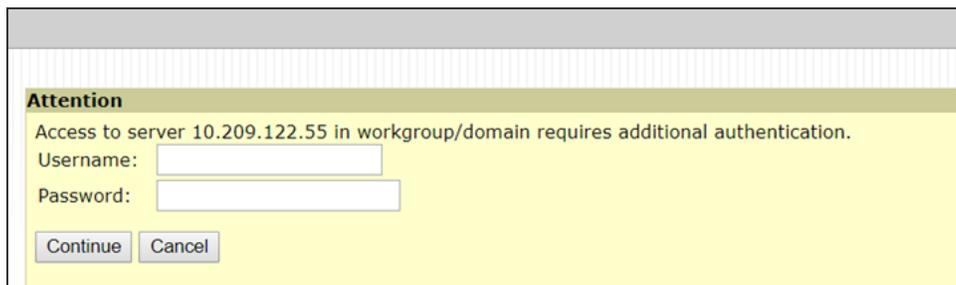 Attention
Access to server 10.209.122.55 in workgroup/domain requires additional authentication.
Username:
Password:
Continue Cancel